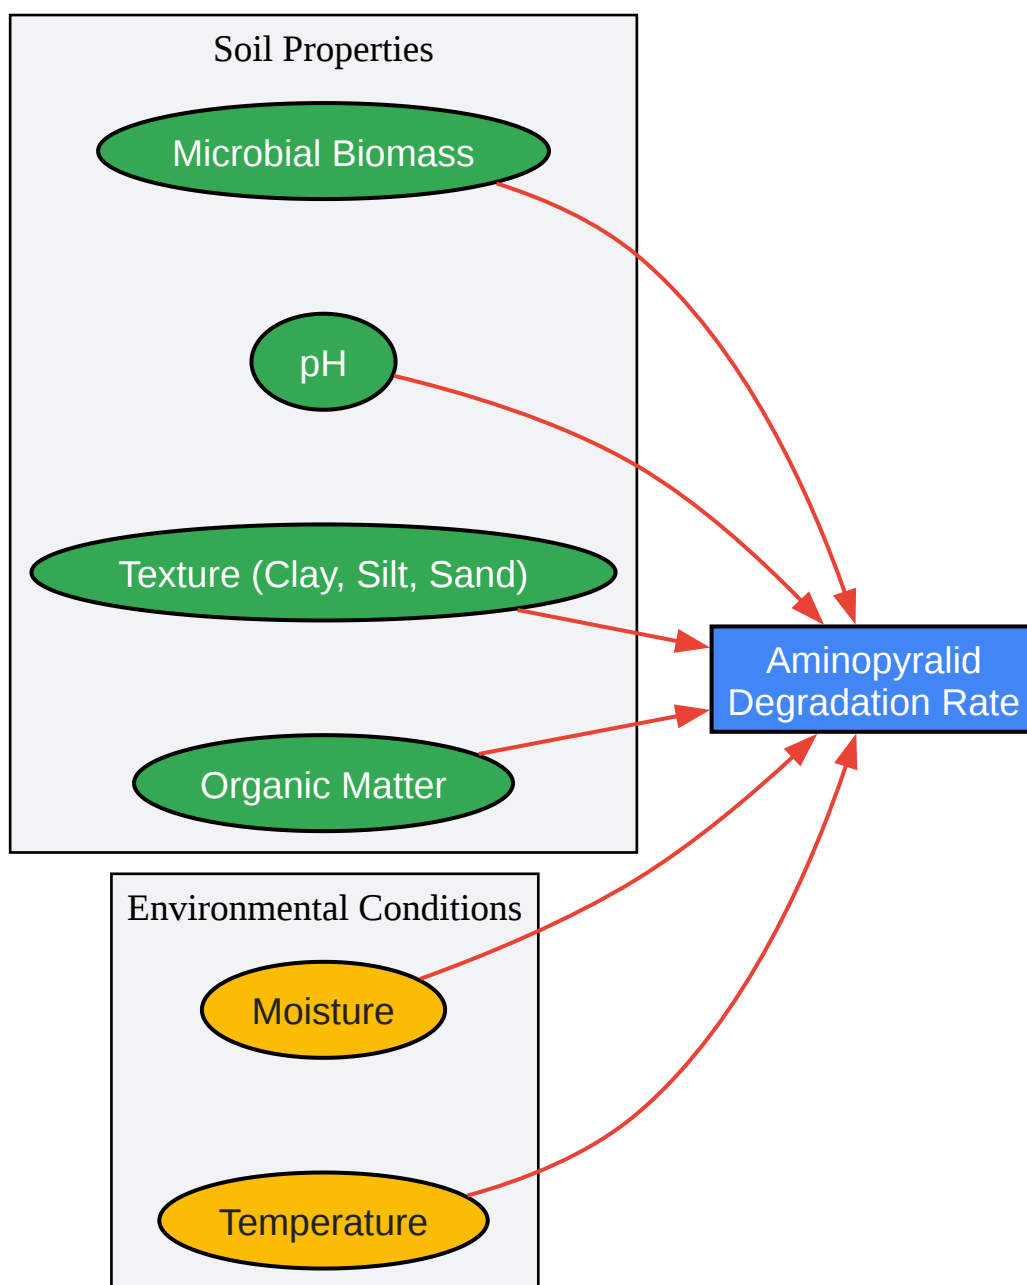 Soil Properties
Microbial Biomass
pH
Texture (Clay, Silt, Sand)
Organic Matter
Aminopyralid
Degradation Rate
Environmental Conditions
Moisture
Temperature